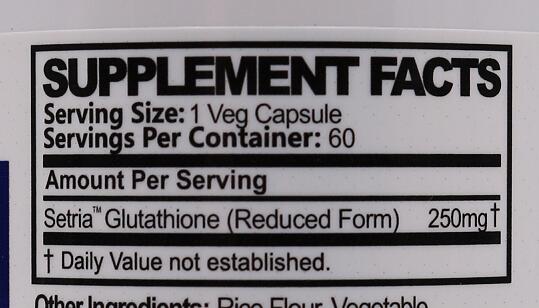 SUPPLEMENT FACTS
Serving Size: 1 Veg Capsule
Servings Per Container: 60
Amount Per Serving
Setria™ Glutathione (Reduced Form) 250mg†
† Daily Value not established.
Other Ingredients: Rice Flour, Vegetable